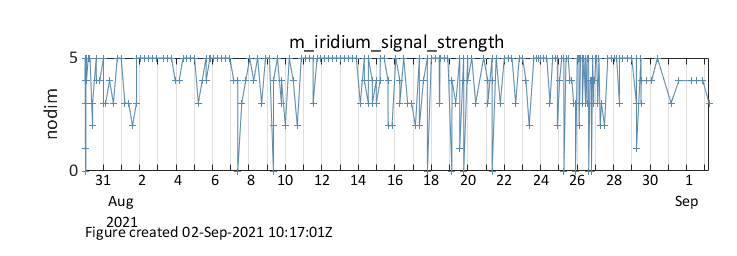 m_iridium_signal_strength
5
nodim
0
31 2 4 6 8 10 12 14 16 18 20 22 24 26 28 30 1
Aug Sep
2021
Figure created 02-Sep-2021 10:17:01Z